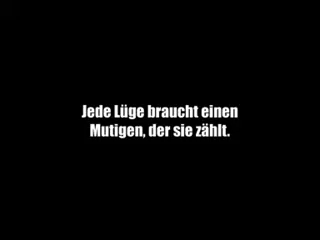 Jede Lüge braucht einen
Mutigen, der sie zählt.